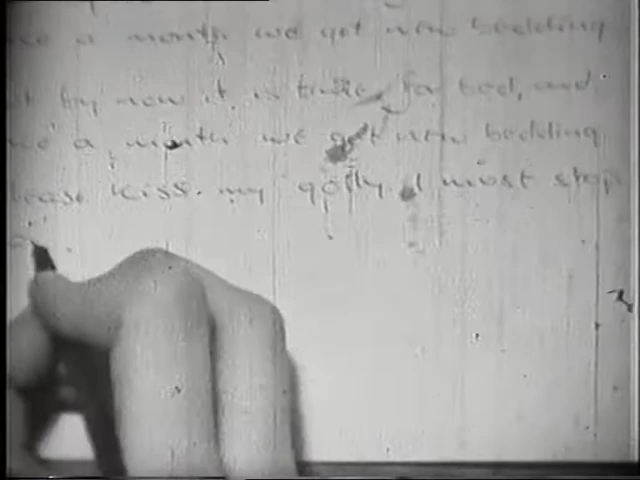 a month we get new bedding
by now it is time for bed, and
a month we get new bedding
kiss my I must stop